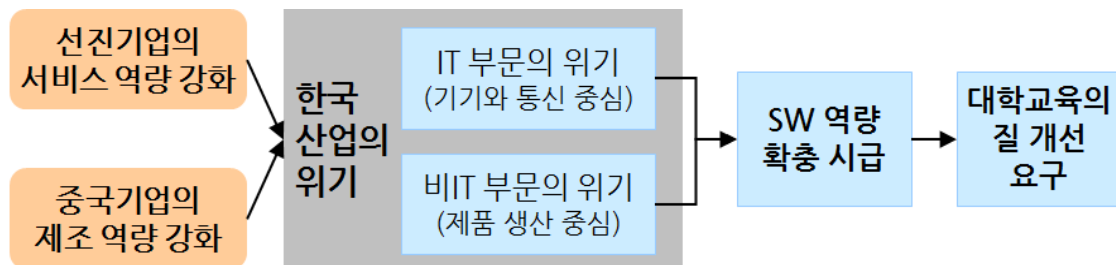 선진기업의
서비스 역량 강화
중국기업의
제조 역량 강화
한국
산업의
위기
IT 부문의 위기
(기기와 통신 중심)
비IT 부문의 위기
(제품 생산 중심)
SW 역량
확충 시급
대학교육의
질 개선
요구